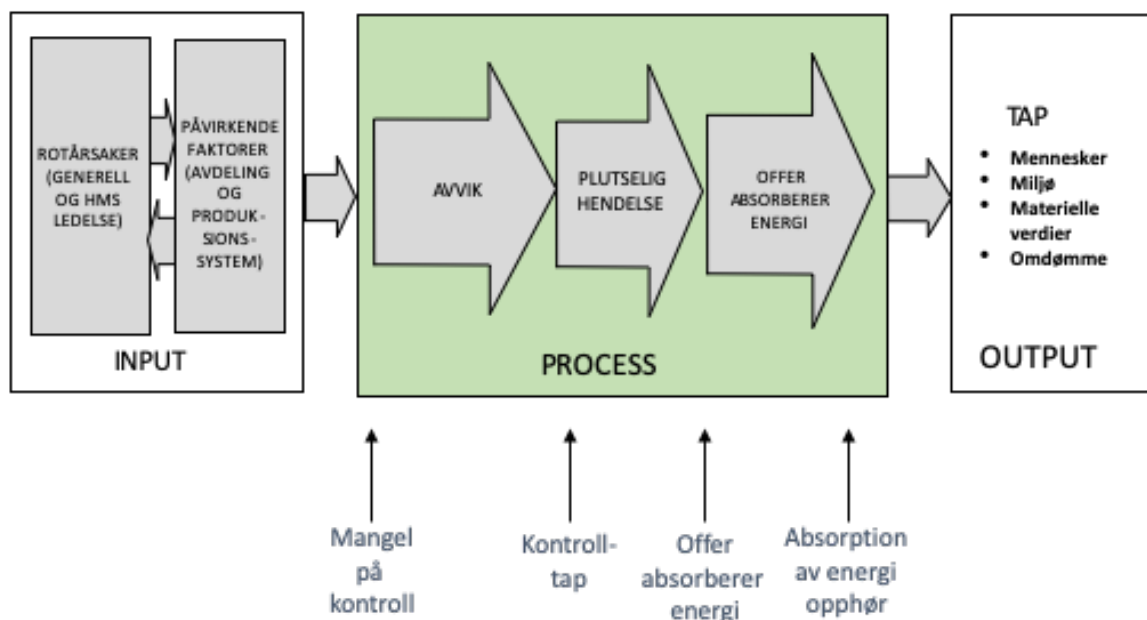 ROTÅRSAKER
(GENERELL
OG HMS
LEDELSE)
PÅVIRKENDE
FAKTORER
(AVDELING
OG
PRODUK-
SJONS-
SYSTEM)
INPUT
AVVIK
PLUTSELIG
HENDELSE
OFFER
ABSORBERER
ENERGI
PROCESS
TAP
• Mennesker
• Miljø
• Materielle
verdier
• Omdømme
OUTPUT
Mangel
på
kontroll
Kontroll-
tap
Offer
absorberer
energi
Absorption
av energi
opphør